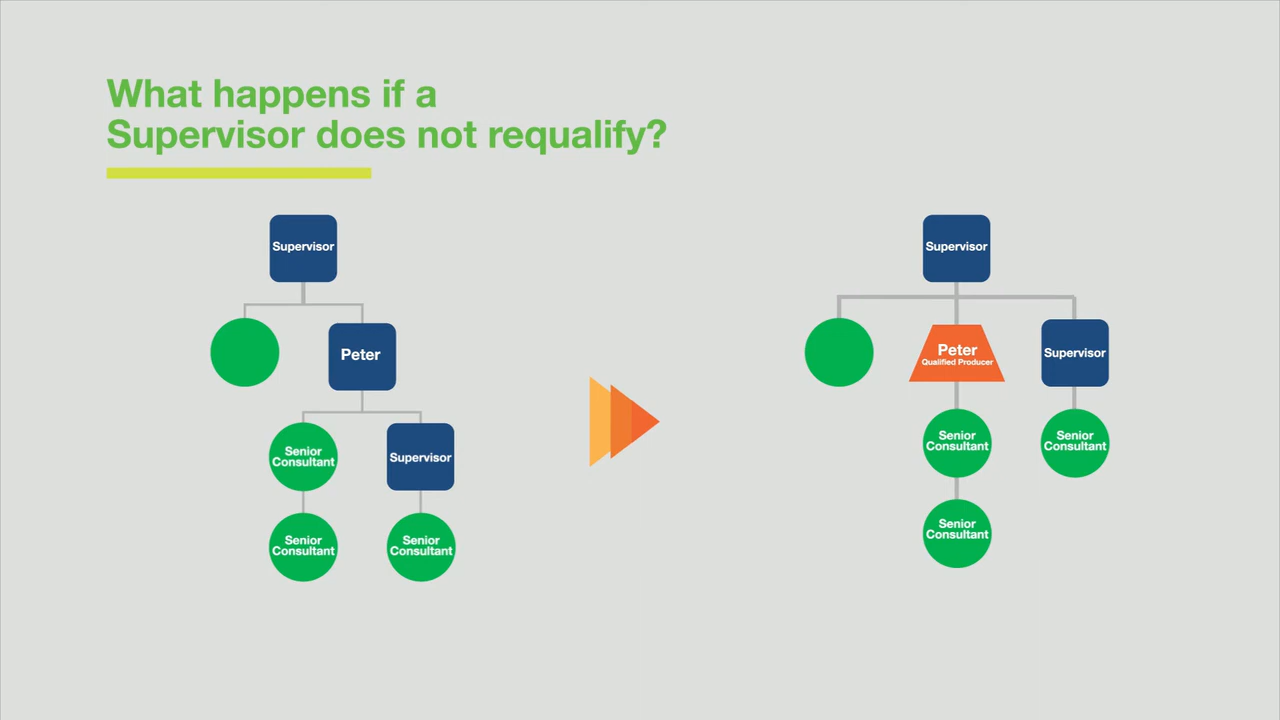 What happens if a
Supervisor does not requalify?
Supervisor
Peter
Senior
Consultant
Supervisor
Senior
Consultant
Senior
Consultant
Supervisor
Peter
Qualified Producer
Supervisor
Senior
Consultant
Senior
Consultant
Senior
Consultant